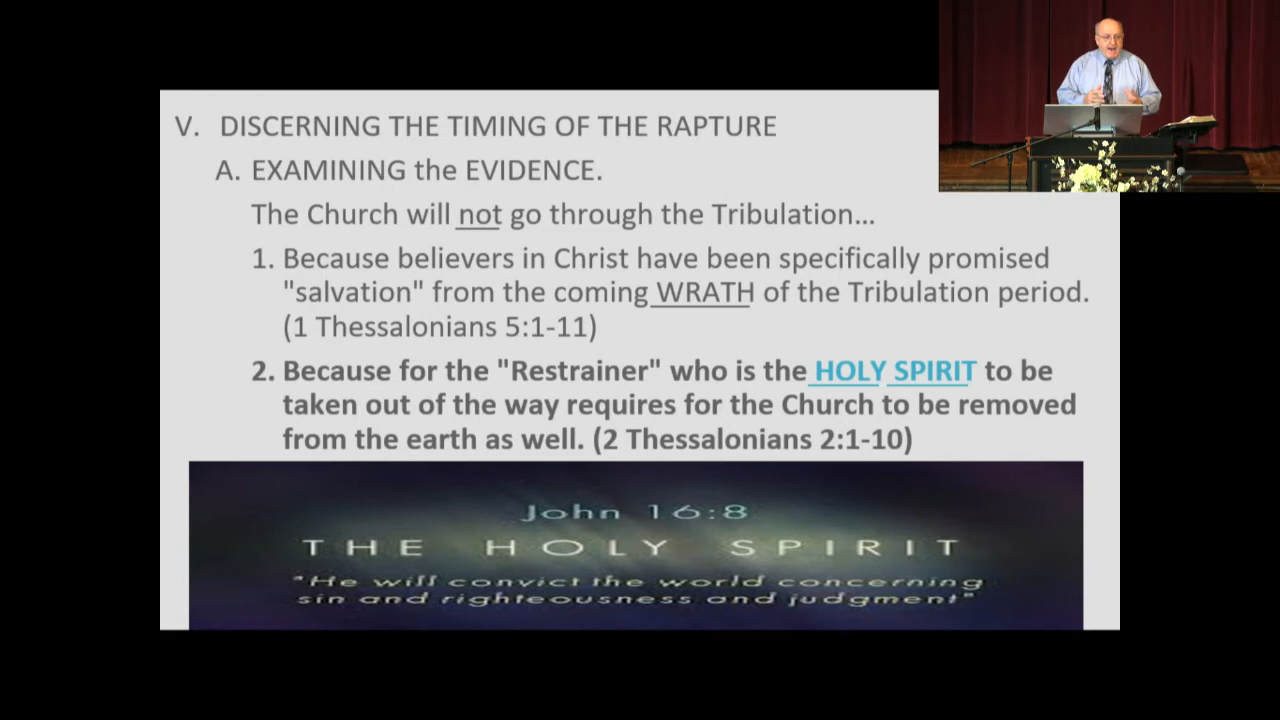 V. DISCERNING THE TIMING OF THE RAPTURE
A. EXAMINING the EVIDENCE.
The Church will not go through the Tribulation...
1. Because believers in Christ have been specifically promised
"salvation" from the coming WRATH of the Tribulation period.
(1 Thessalonians 5:1-11)
2. Because for the "Restrainer" who is the HOLY SPIRIT to be
taken out of the way requires for the Church to be removed
from the earth as well. (2 Thessalonians 2:1-10)
John 16:8
THE HOLY SPIRIT
"He will convict the world concerning
sin and righteousness and judgment"